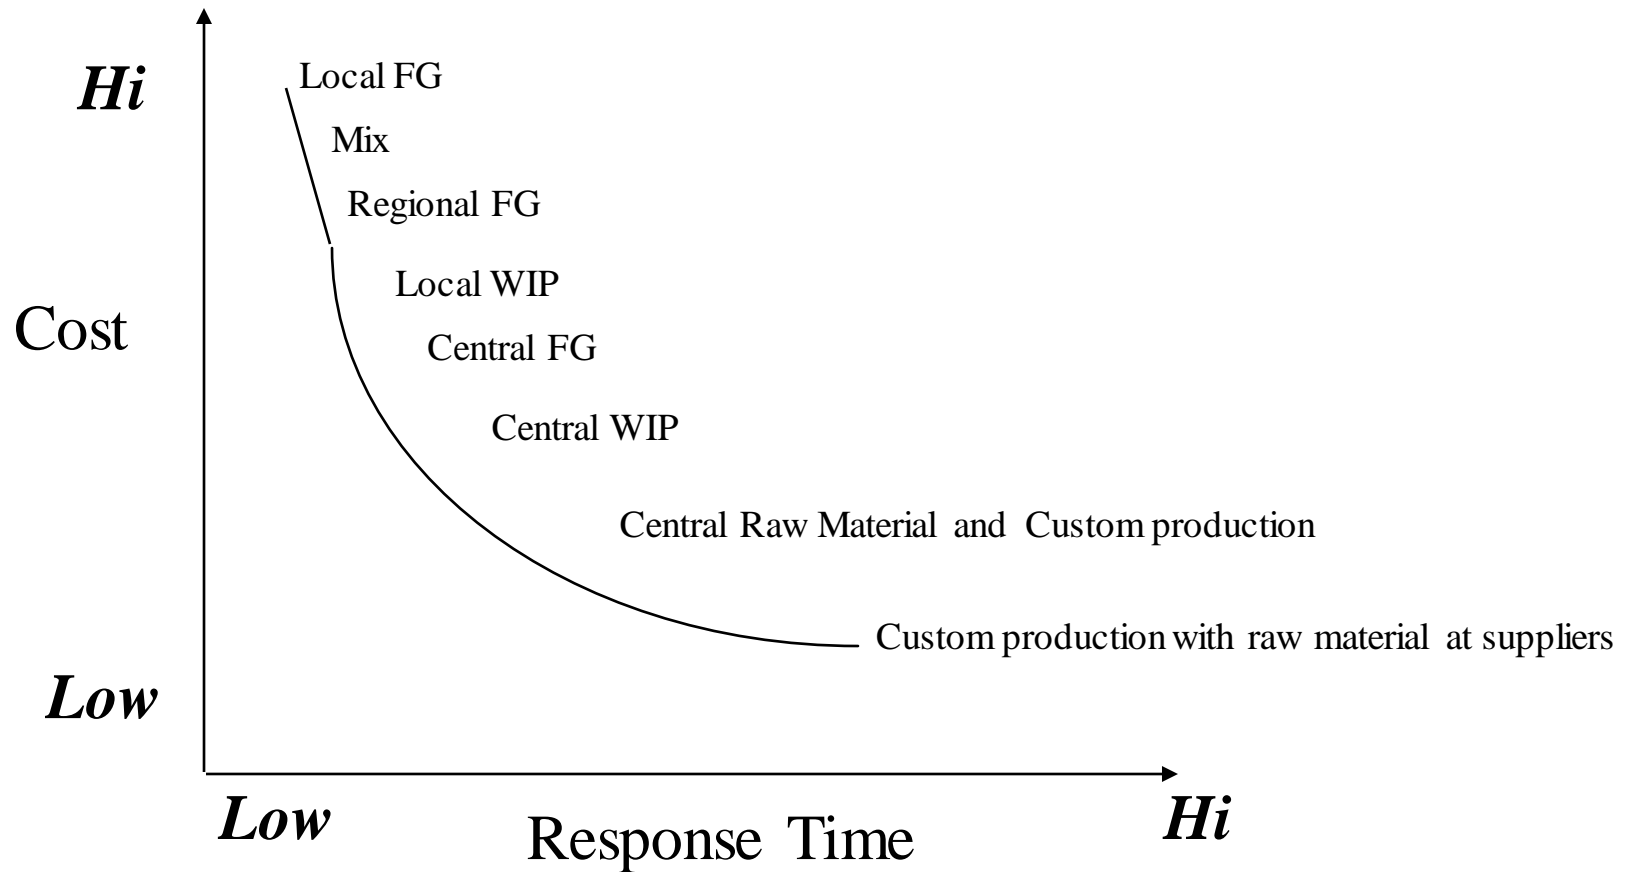 Hi
Local FG
Mix
Regional FG
Local WIP
Cost
Central FG
Central WIP
Central Raw Material and Custom production
Custom production with raw material at suppliers
Low
Low
Response Time
Hi